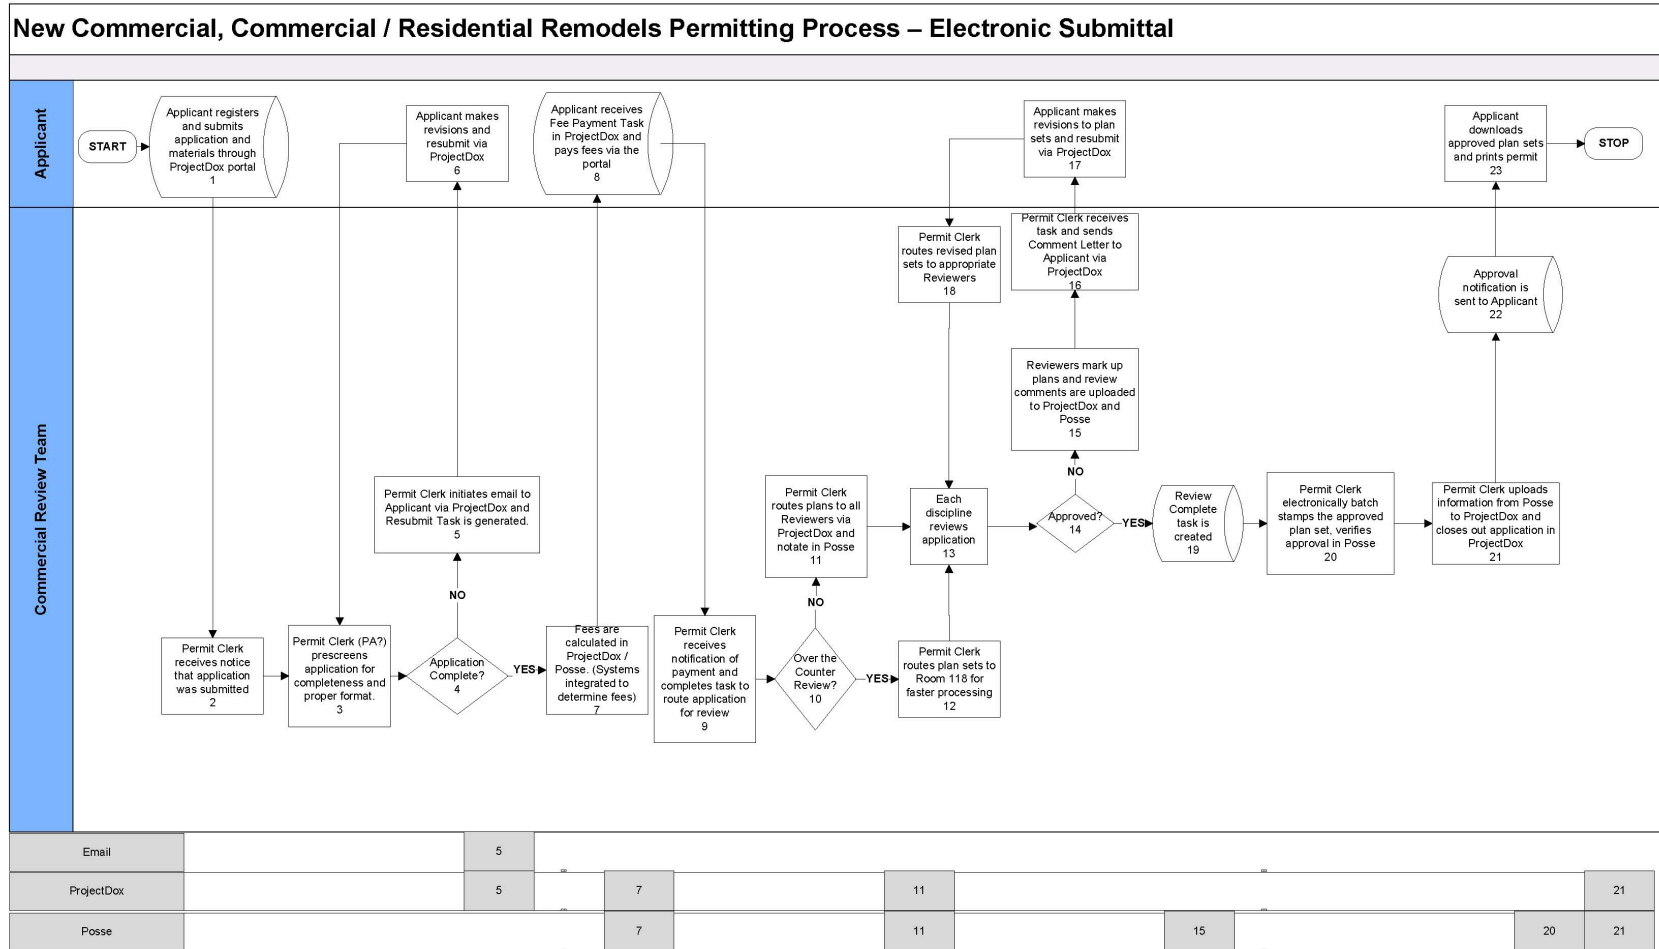 New Commercial, Commercial / Residential Remodels Permitting Process – Electronic Submittal
Applicant
START
Applicant registers
and submits
application and
materials through
ProjectDox portal
1
Applicant makes
revisions and
resubmit via
ProjectDox
6
Applicant receives
Fee Payment Task
in ProjectDox and
pays fees via the
portal
8
Applicant makes
revisions to plan
sets and resubmit
via ProjectDox
17
Applicant
downloads
approved plan sets
and prints permit
23
STOP
Commercial Review Team
Permit Clerk
routes revised plan
sets to appropriate
Reviewers
18
Permit Clerk receives
task and sends
Comment Letter to
Applicant via
ProjectDox
16
Approval
notification is
sent to Applicant
22
Reviewers mark up
plans and review
comments are uploaded
to ProjectDox and
Posse
15
NO
Permit Clerk initiates email to
Applicant via ProjectDox and
Resubmit Task is generated.
5
NO
Permit Clerk
routes plans to all
Reviewers via
ProjectDox and
notate in Posse
11
NO
Each
discipline
reviews
application
13
Approved?
14
YES
Review
Complete
task is
created
19
Permit Clerk
electronically batch
stamps the approved
plan set, verifies
approval in Posse
20
Permit Clerk uploads
information from Posse
to ProjectDox and
closes out application in
ProjectDox
21
Permit Clerk
receives notice
that application
was submitted
2
Permit Clerk (PA?)
prescreens
application for
completeness and
proper format.
3
Application
Complete?
4
YES
Fees are
calculated in
ProjectDox /
Posse. (Systems
integrated to
determine fees)
7
Permit Clerk
receives
notification of
payment and
completes task to
route application
for review
9
Over the
Counter
Review?
10
YES
Permit Clerk
routes plan sets to
Room 118 for
faster processing
12
Email 5
ProjectDox 5 7 11 21
Posse 7 11 15 20 21